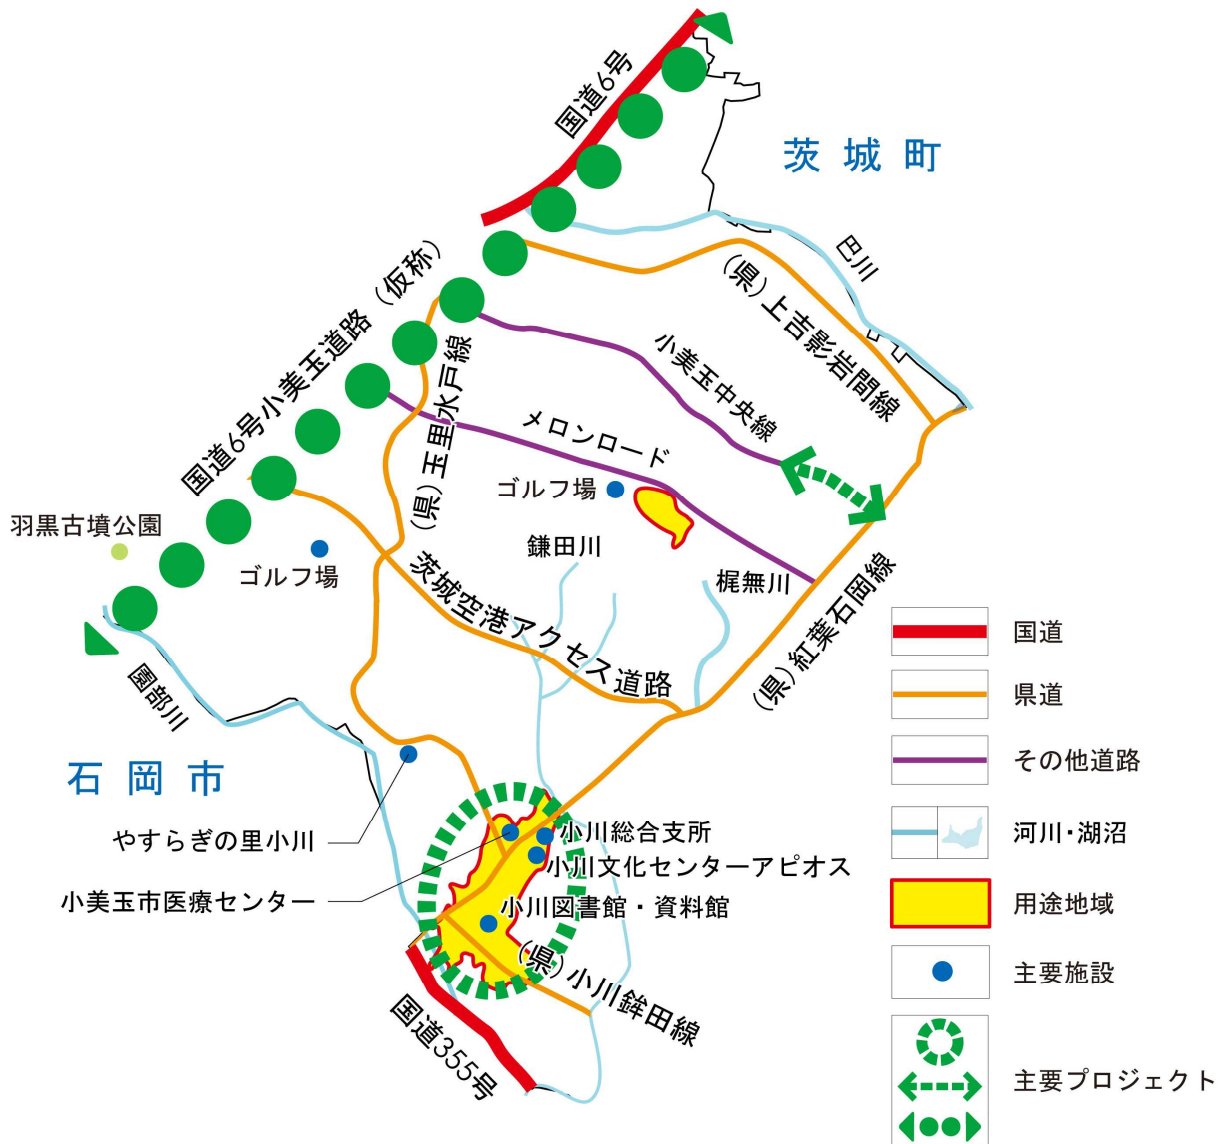 国道6号
茨城町
巴川
(県)上吉影岩間線
国道6号小美玉道路（仮称）
小美玉中央線
(県)玉里水戸線
メロンロード
ゴルフ場
羽黒古墳公園
ゴルフ場
鎌田川
梶無川
茨城空港アクセス道路
(県)紅葉石岡線
園部川
石岡市
やすらぎの里小川
小美玉市医療センター
小川総合支所
小川文化センターアピオス
小川図書館・資料館
(県)小川鉾田線
国道355号
国道
県道
その他道路
河川・湖沼
用途地域
主要施設
主要プロジェクト